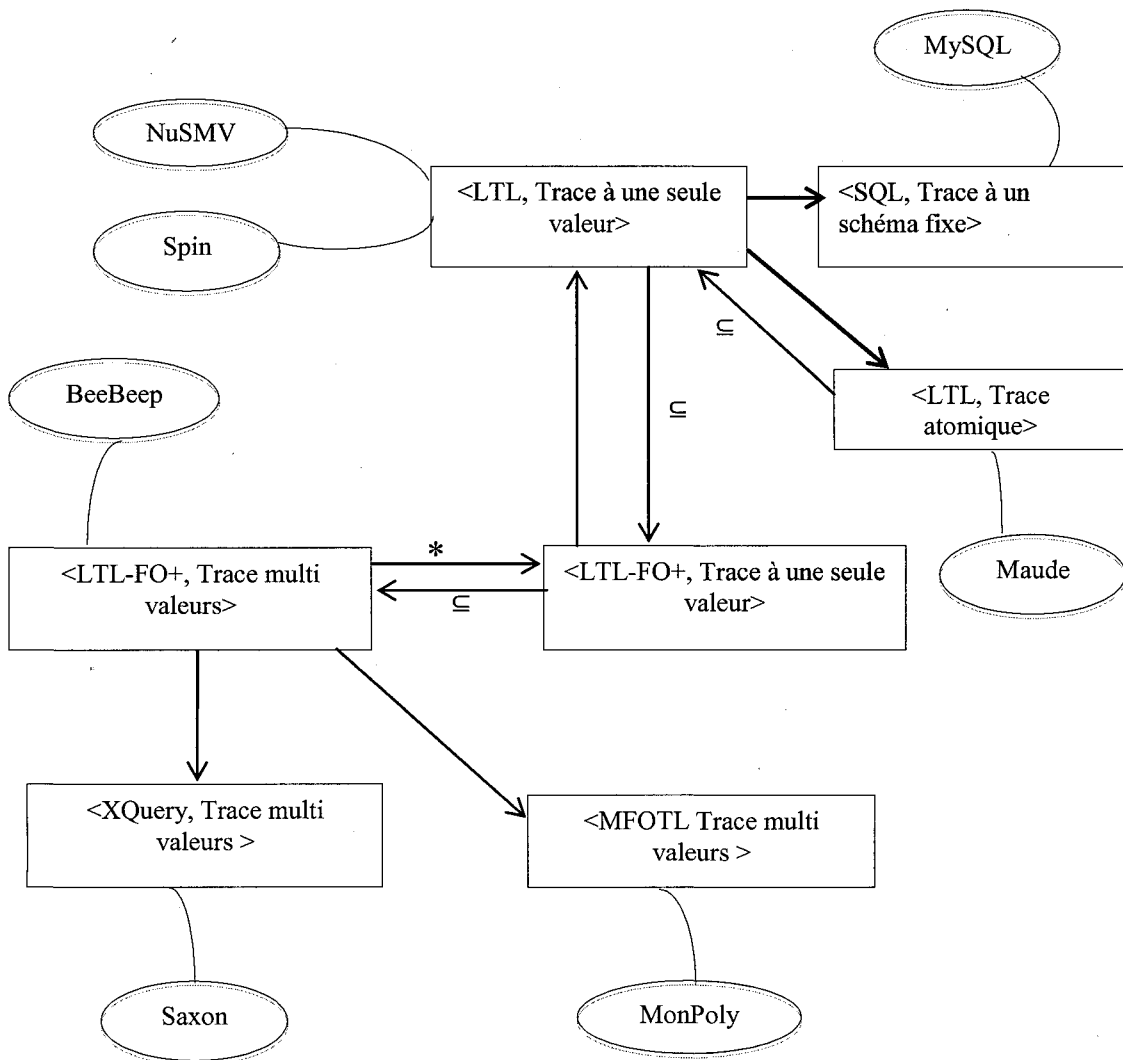 MySQL
NuSMV
<LTL, Trace à une seule
valeur>
<SQL, Trace à un
schéma fixe>
Spin
⊆
BeeBeep
<LTL, Trace
atomique>
⊆
*
<LTL-FO+, Trace multi
valeurs>
<LTL-FO+, Trace à une seule
valeur>
Maude
⊆
<XQuery, Trace multi
valeurs >
<MFOTL Trace multi
valeurs >
Saxon
MonPoly